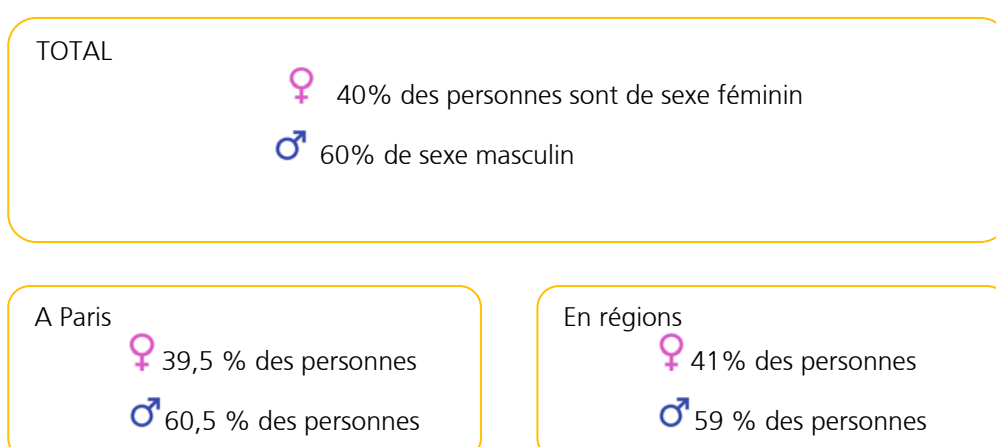 TOTAL
♀ 40% des personnes sont de sexe féminin
♂ 60% de sexe masculin
A Paris
♀ 39,5 % des personnes
♂ 60,5 % des personnes
En régions
♀ 41% des personnes
♂ 59 % des personnes